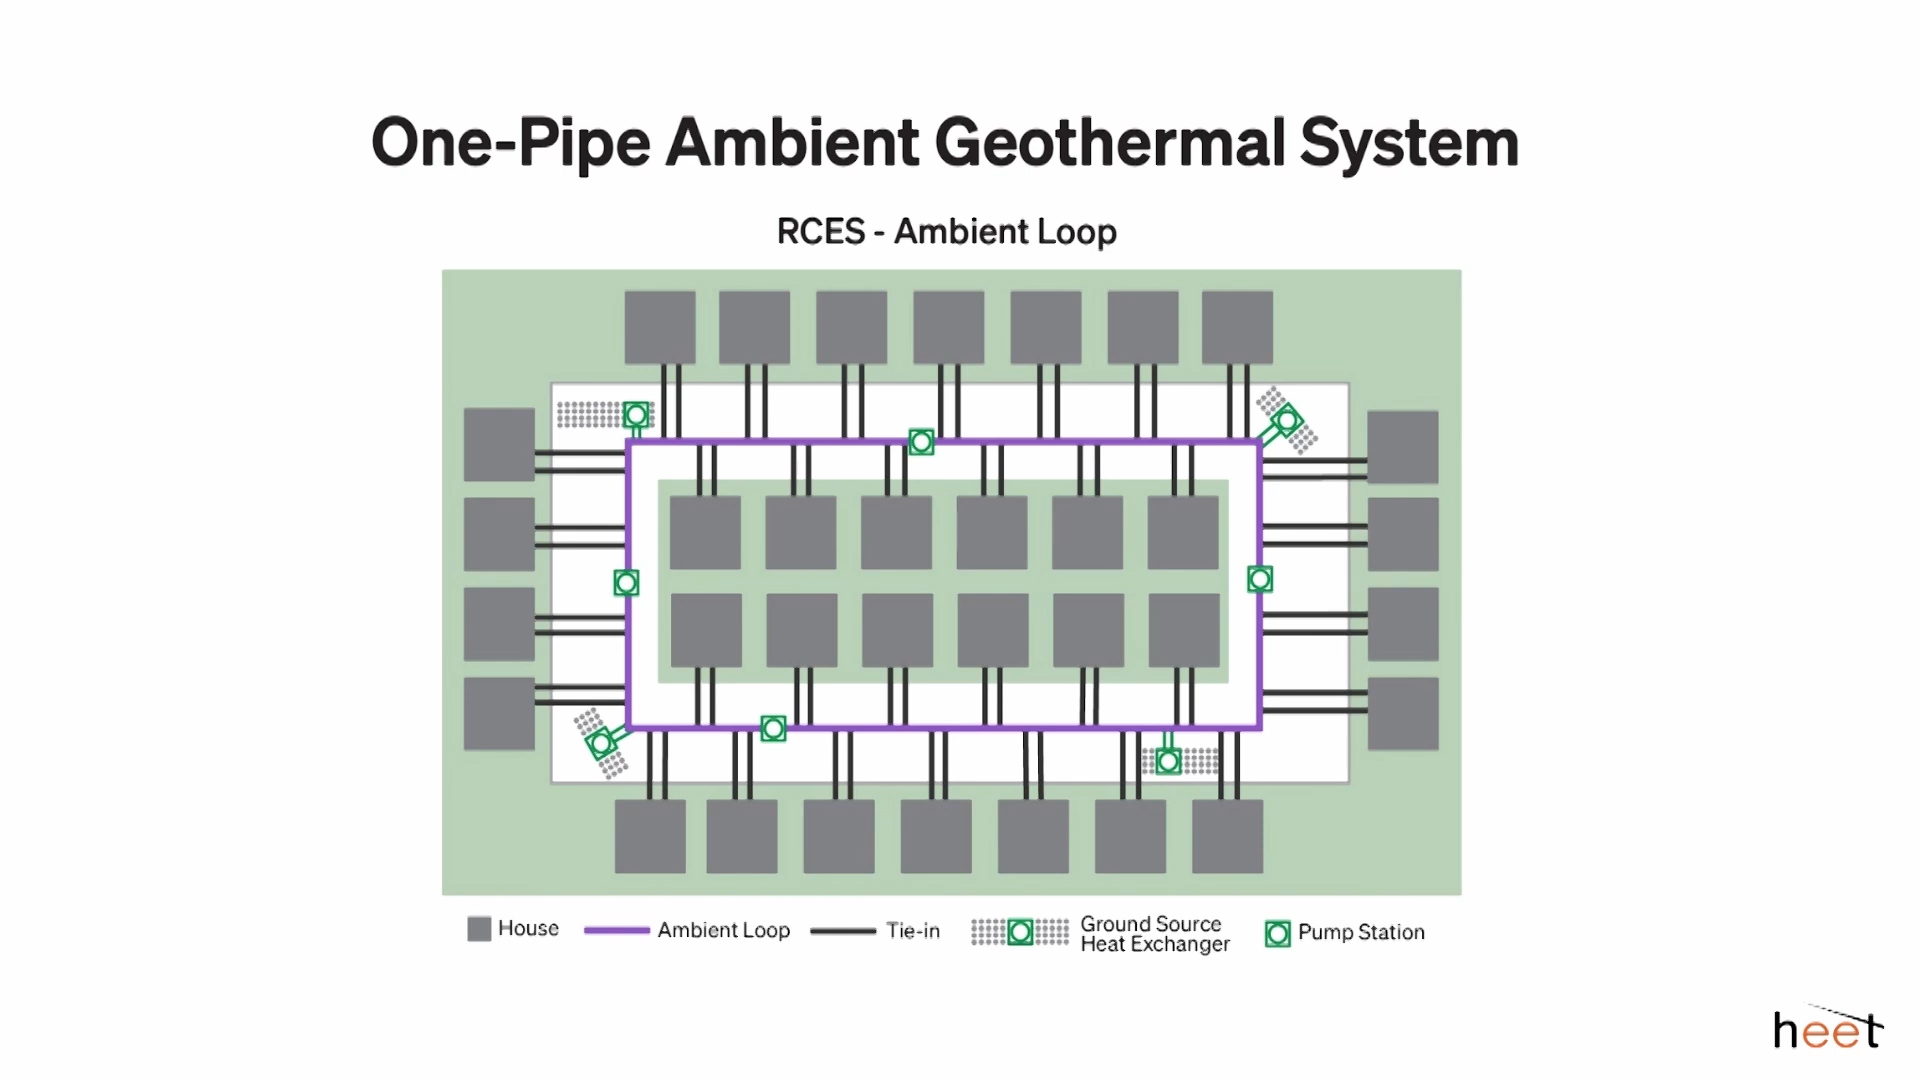 One-Pipe Ambient Geothermal System
RCES - Ambient Loop
House
Ambient Loop
Tie-in
Ground Source
Heat Exchanger
Pump Station
heet